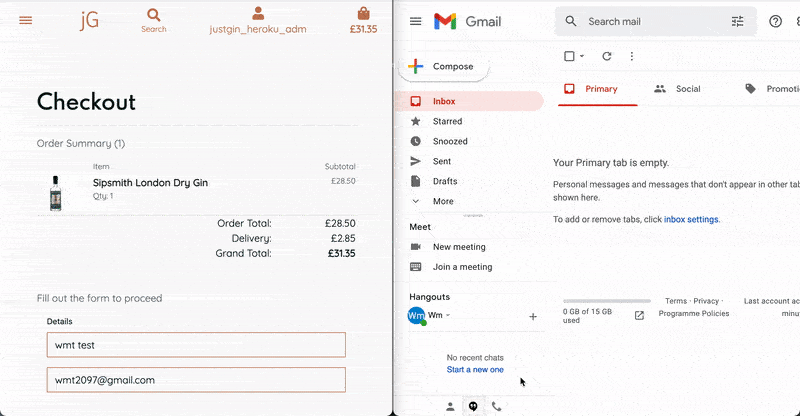 jG
Search
justgin_heroku_adm
£31.35
Checkout
Order Summary (1)
Item Subtotal
Sipsmith London Dry Gin £28.50
Qty: 1
Order Total: £28.50
Delivery: £2.85
Grand Total: £31.35
Fill out the form to proceed
Details
wmt test
wmt2097@gmail.com
Gmail
Search mail
Compose
Inbox
Starred
Snoozed
Sent
Drafts
More
Meet
New meeting
Join a meeting
Hangouts
Wm Wm
No recent chats
Start a new one
Primary Social Promoti
Your Primary tab is empty.
Personal messages and messages that don't appear in other tab
shown here.
To add or remove tabs, click inbox settings.
0 GB of 15 GB
used
Terms · Privacy ·
Programme Policies
Last account ac
minut